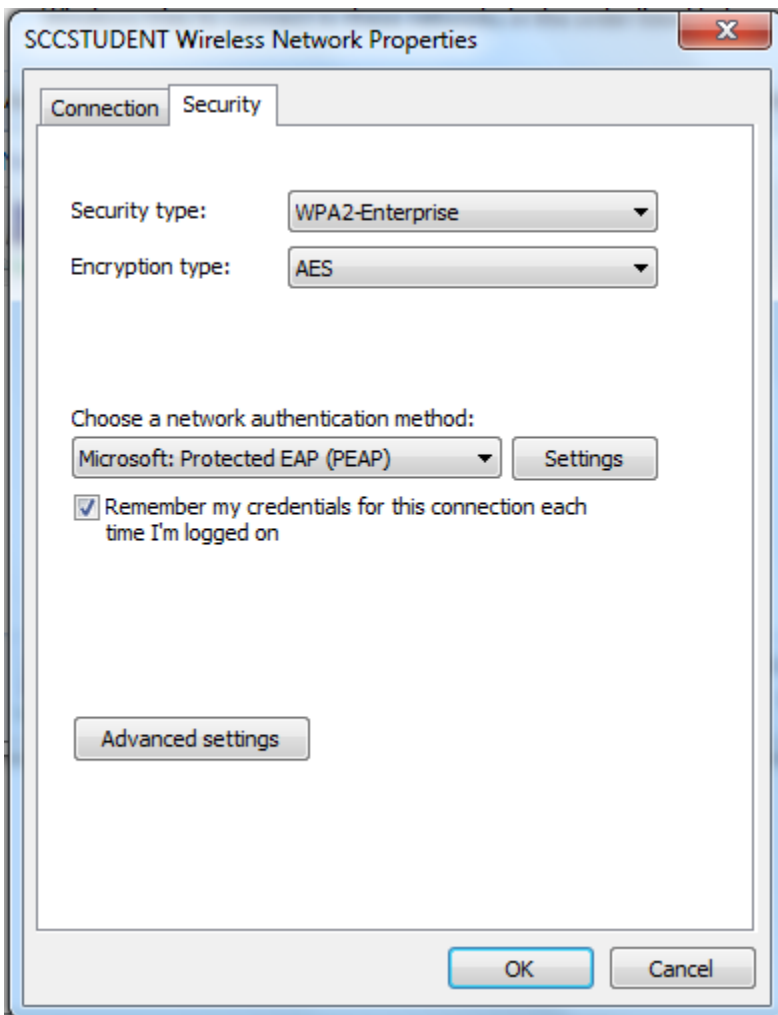 SCCSTUDENT Wireless Network Properties
Connection
Security
Security type:
WPA2-Enterprise
Encryption type:
AES
Choose a network authentication method:
Microsoft: Protected EAP (PEAP)
Settings
Remember my credentials for this connection each
time I'm logged on
Advanced settings
OK
Cancel